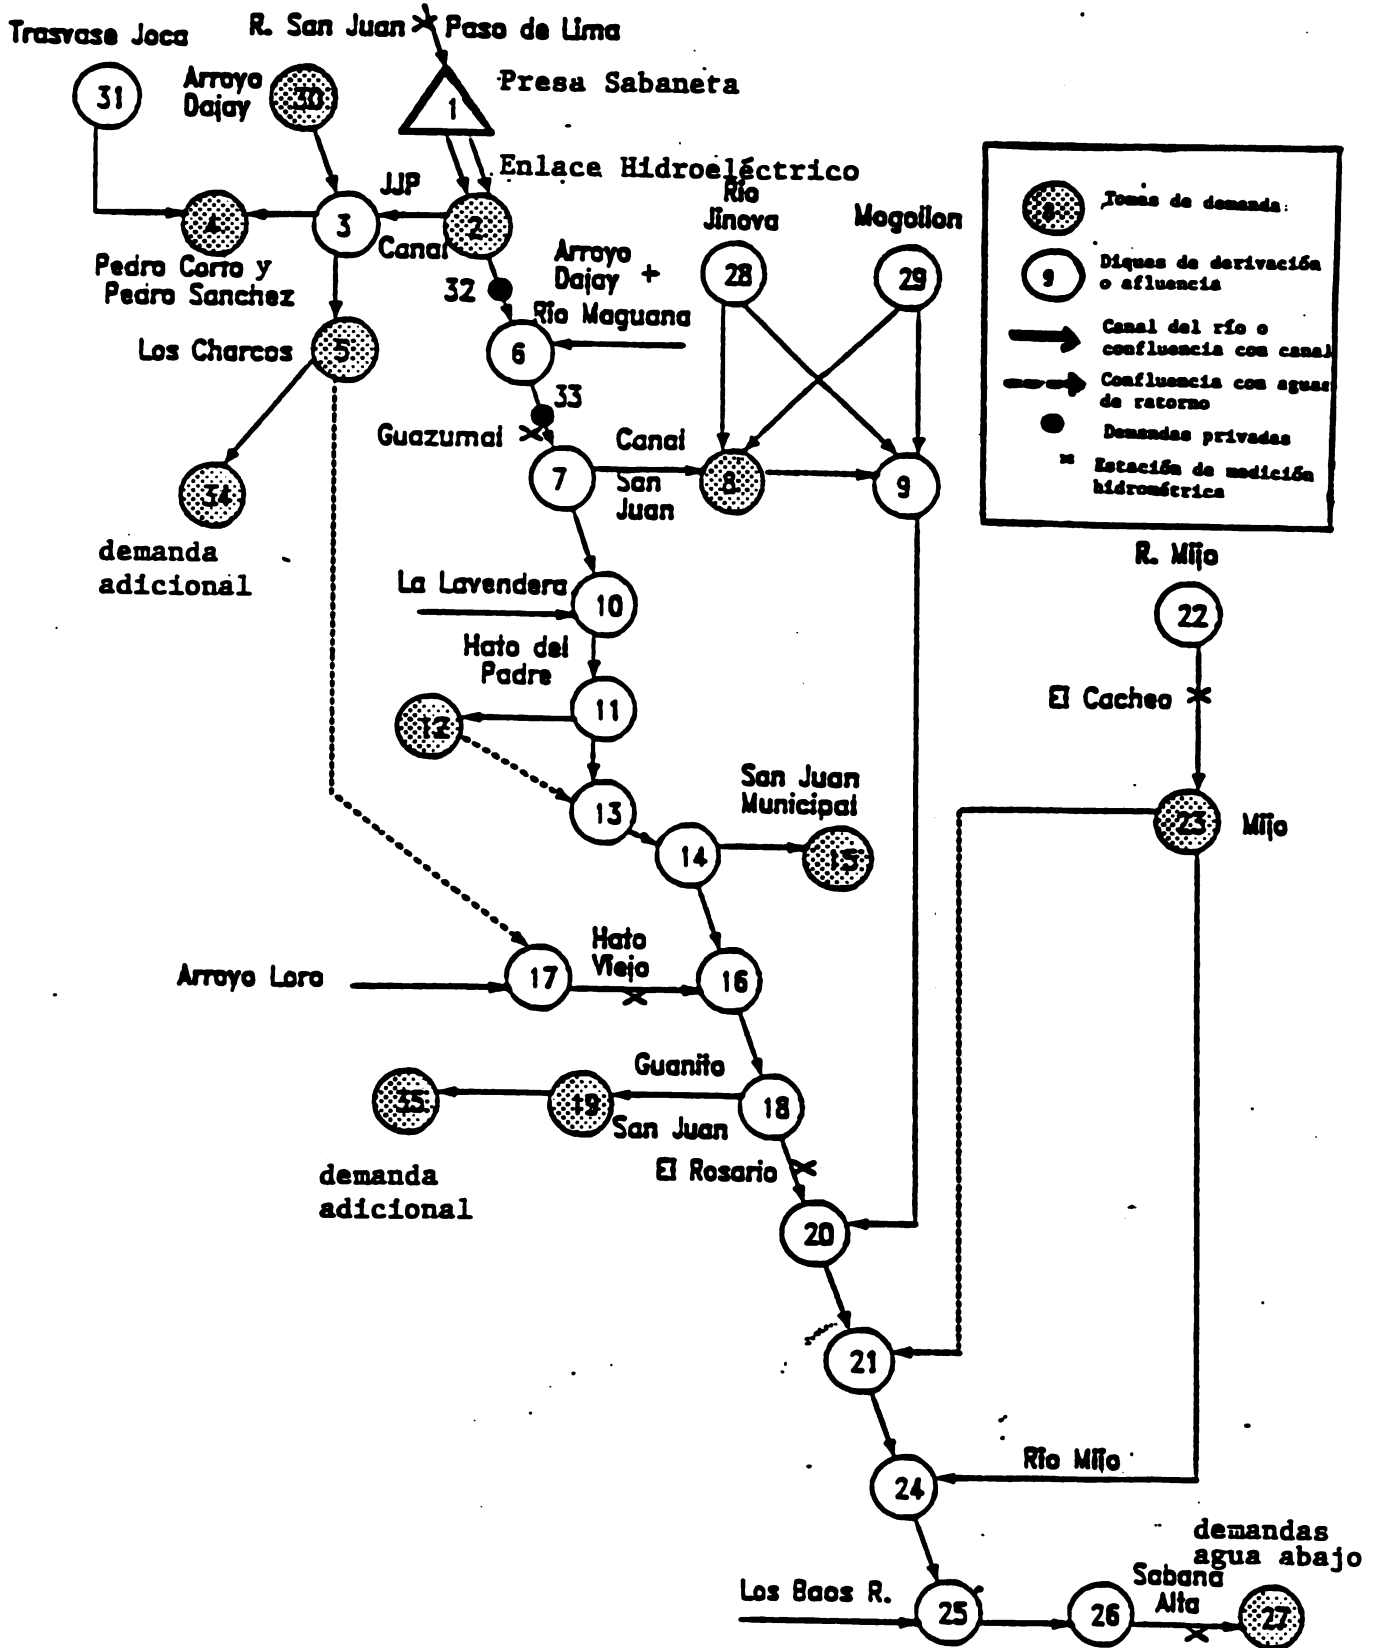 R. San Juan Paso de Lima
Trasvase Joca
Arroyo
Dajay
31
30
1
Presa Sabaneta
Enlace Hidroeléctrico
JJP
Canal
4
3
2
Pedro Corto y
Pedro Sanchez
32
Arroyo
Dajay +
Río Maguana
Río
Jinova
Mogollon
28
29
Los Charcos
5
6
33
Guazumal
7
Canal
San
Juan
8
9
34
demanda
adicional
La Lavendera
10
Hato del
Padre
11
12
13
San Juan
Municipal
14
15
Arroyo Loro
17
Hato
Viejo
16
Guanito
35
19
18
San Juan
demanda
adicional
El Rosario
20
21
24
Río Mijo
Los Baos R.
25
26
Sabana
Alta
27
demandas
agua abajo
R. Mijo
22
El Cacheo
23
Mijo
8
Tomas de demanda:
9
Diques de derivación
o afluencia
Canal del río o
confluencia con canal
Confluencia con aguas
de ratorno
Demandas privadas
Estación de medición
hidrométrica